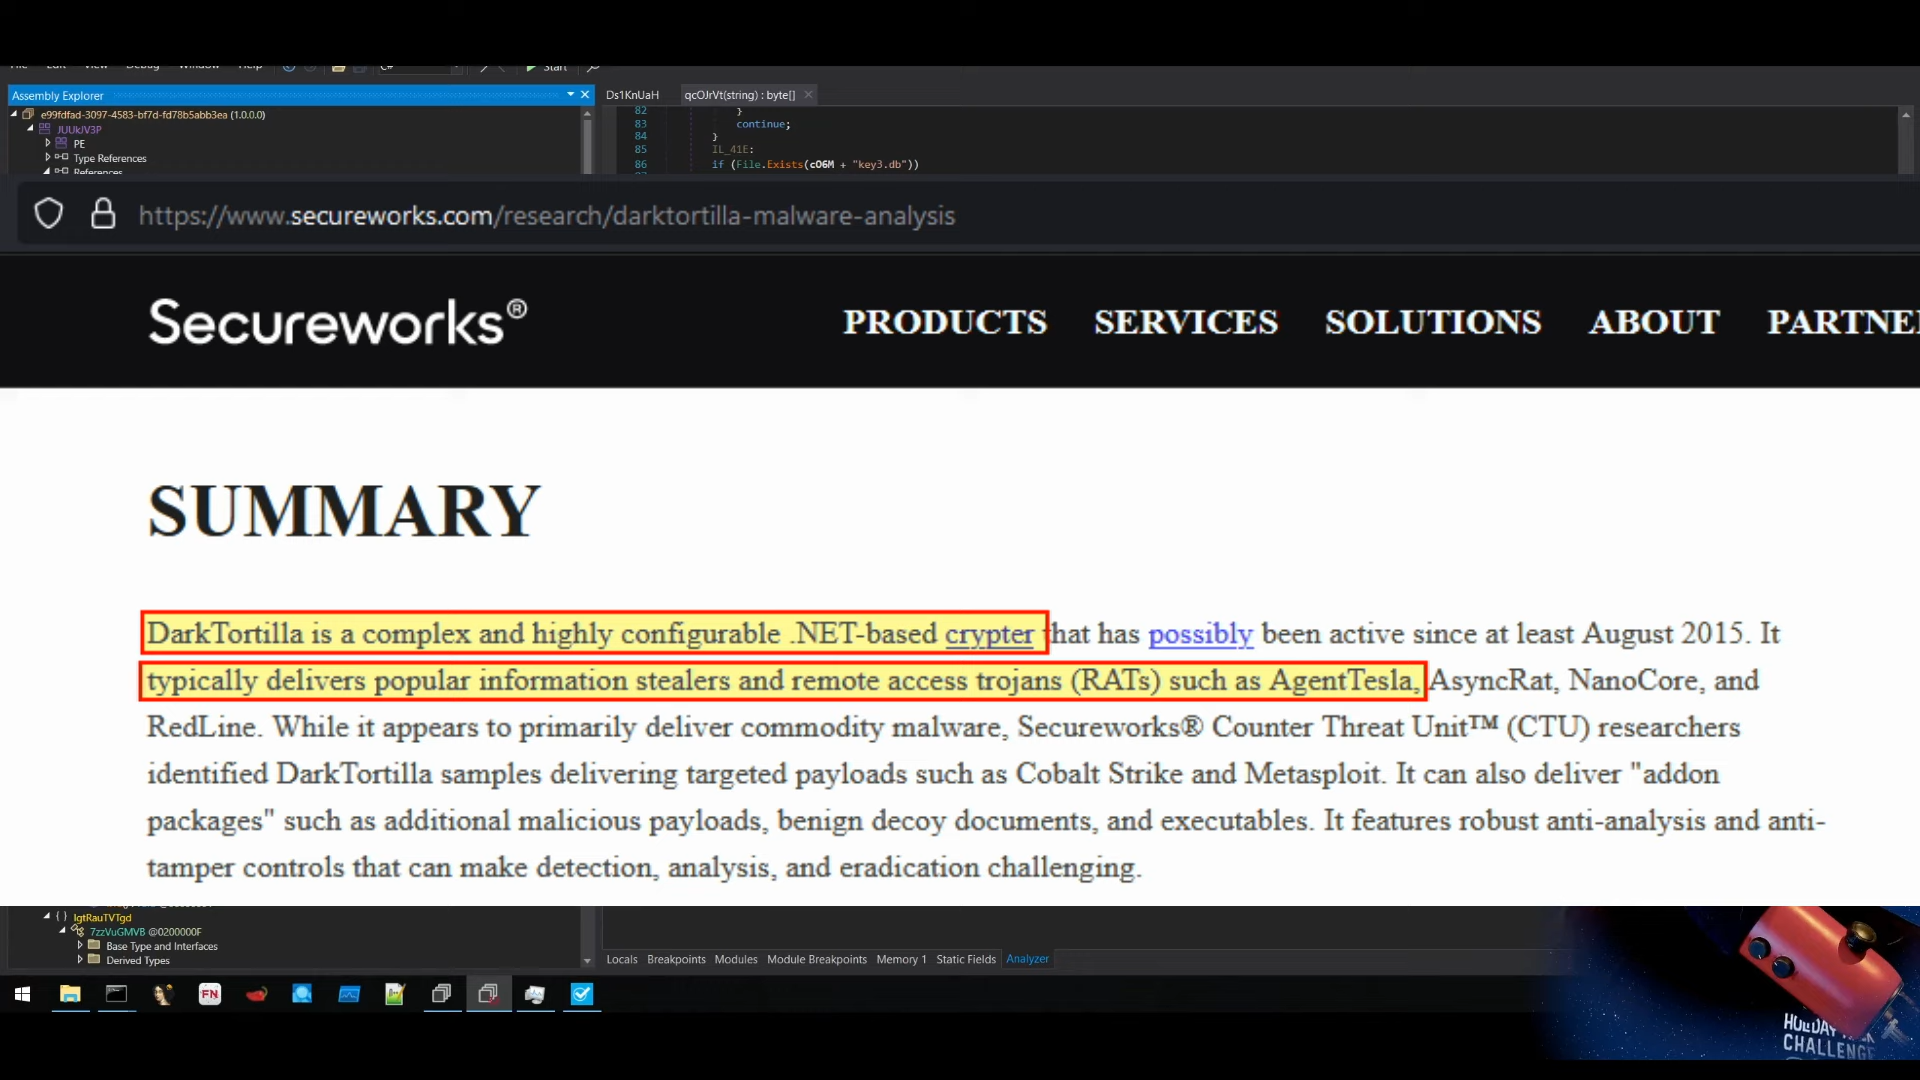 Start
Assembly Explorer
Ds1KnUaH
qcOJrVt(string) : byte[]
e99fdfad-3097-4583-bf7d-fd78b5abb3ea (1.0.0.0)
JUUkJV3P
PE
Type References
References
82 }
83 continue;
84 }
85 IL_41E:
86 if (File.Exists(cO6M + "key3.db"))
https://www.secureworks.com/research/darktortilla-malware-analysis
Secureworks®
PRODUCTS SERVICES SOLUTIONS ABOUT PARTNE
SUMMARY
DarkTortilla is a complex and highly configurable .NET-based crypter that has possibly been active since at least August 2015. It
typically delivers popular information stealers and remote access trojans (RATs) such as AgentTesla, AsyncRat, NanoCore, and
RedLine. While it appears to primarily deliver commodity malware, Secureworks® Counter Threat Unit™ (CTU) researchers
identified DarkTortilla samples delivering targeted payloads such as Cobalt Strike and Metasploit. It can also deliver "addon
packages" such as additional malicious payloads, benign decoy documents, and executables. It features robust anti-analysis and anti-
tamper controls that can make detection, analysis, and eradication challenging.
{ } IgtRauTVTgd
7zzVuGMVB @0200000F
Base Type and Interfaces
Derived Types
Locals Breakpoints Modules Module Breakpoints Memory 1 Static Fields Analyzer
FN
CHALLENGE